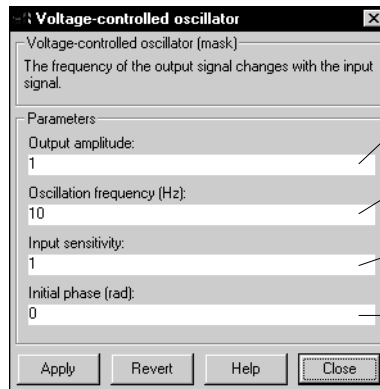 Voltage-controlled oscillator
Voltage-controlled oscillator (mask)
The frequency of the output signal changes with the input
signal.
Parameters
Output amplitude:
1
Oscillation frequency (Hz):
10
Input sensitivity:
1
Initial phase (rad):
0
Apply Revert Help Close